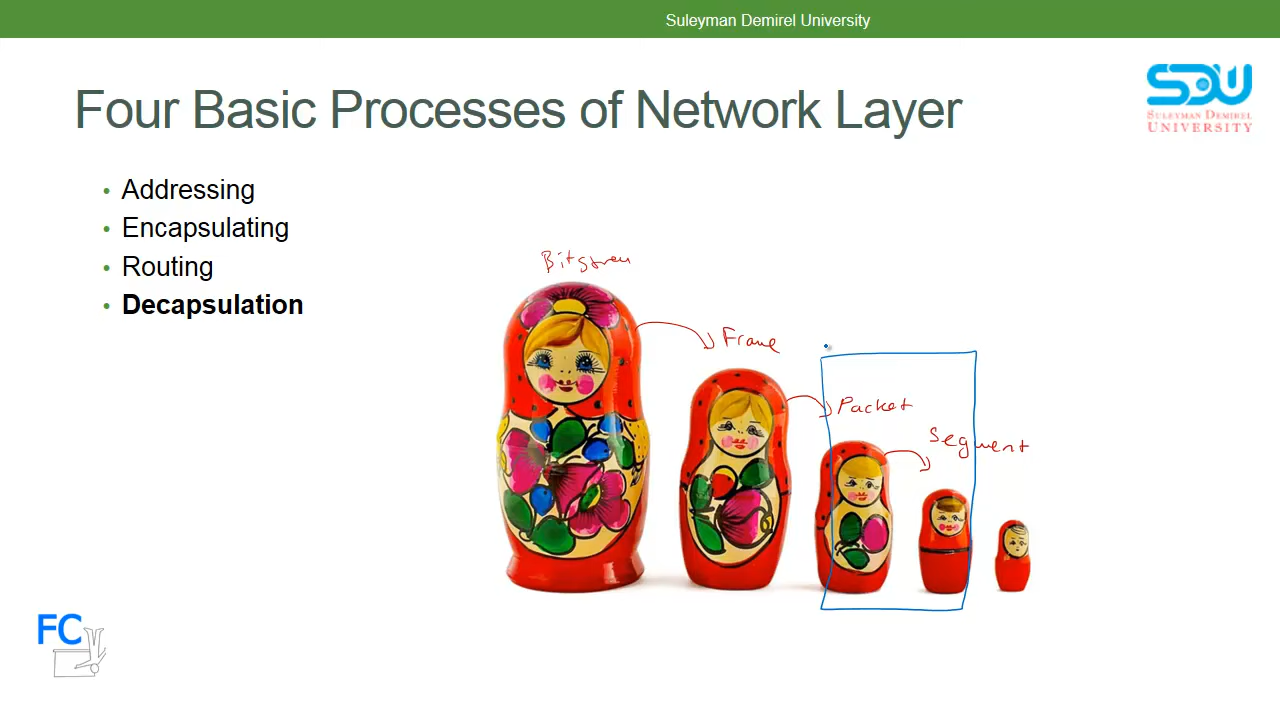 Suleyman Demirel University
SDU
SULEYMAN DEMIREL
UNIVERSITY
Four Basic Processes of Network Layer
• Addressing
• Encapsulating
• Routing
• Decapsulation
Frame
Packet
Segment
FC